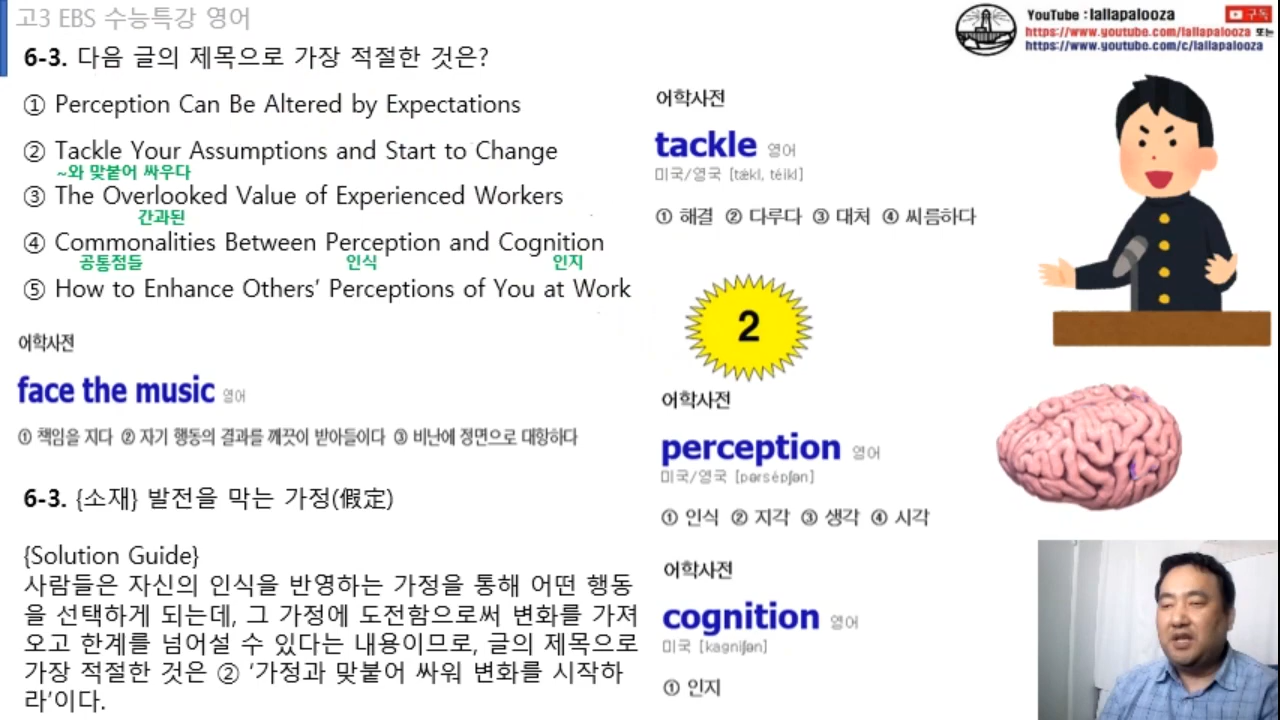 고3 EBS 수능특강 영어
YouTube : lallapalooza
구독
https://www.youtube.com/lallapalooza 또는
https://www.youtube.com/c/lallapalooza
6-3. 다음 글의 제목으로 가장 적절한 것은?
① Perception Can Be Altered by Expectations
② Tackle Your Assumptions and Start to Change
~와 맞붙어 싸우다
③ The Overlooked Value of Experienced Workers
간과된
④ Commonalities Between Perception and Cognition
공통점들 인식 인지
⑤ How to Enhance Others’ Perceptions of You at Work
어학사전
face the music 영어
① 책임을 지다 ② 자기 행동의 결과를 깨끗이 받아들이다 ③ 비난에 정면으로 대항하다
6-3. {소재} 발전을 막는 가정(假定)
{Solution Guide}
사람들은 자신의 인식을 반영하는 가정을 통해 어떤 행동
을 선택하게 되는데, 그 가정에 도전함으로써 변화를 가져
오고 한계를 넘어설 수 있다는 내용이므로, 글의 제목으로
가장 적절한 것은 ② ‘가정과 맞붙어 싸워 변화를 시작하
라’이다.
어학사전
tackle 영어
미국/영국 [tǽkl, téikl]
① 해결 ② 다루다 ③ 대처 ④ 씨름하다
2
어학사전
perception 영어
미국/영국 [pərsépʃən]
① 인식 ② 지각 ③ 생각 ④ 시각
어학사전
cognition 영어
미국 [kɑgníʃən]
① 인지